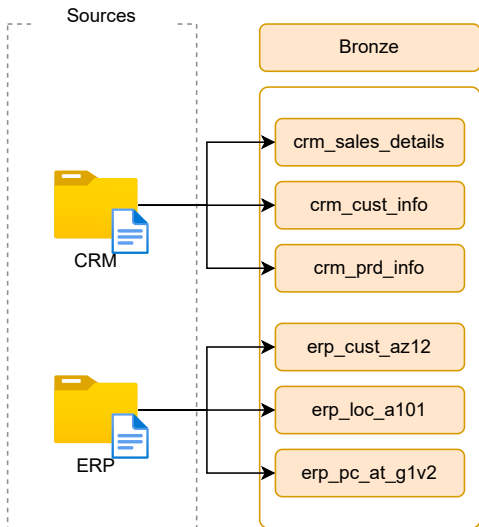 Sources
Bronze
crm_sales_details
crm_cust_info
crm_prd_info
CRM
erp_cust_az12
erp_loc_a101
erp_pc_at_g1v2
ERP